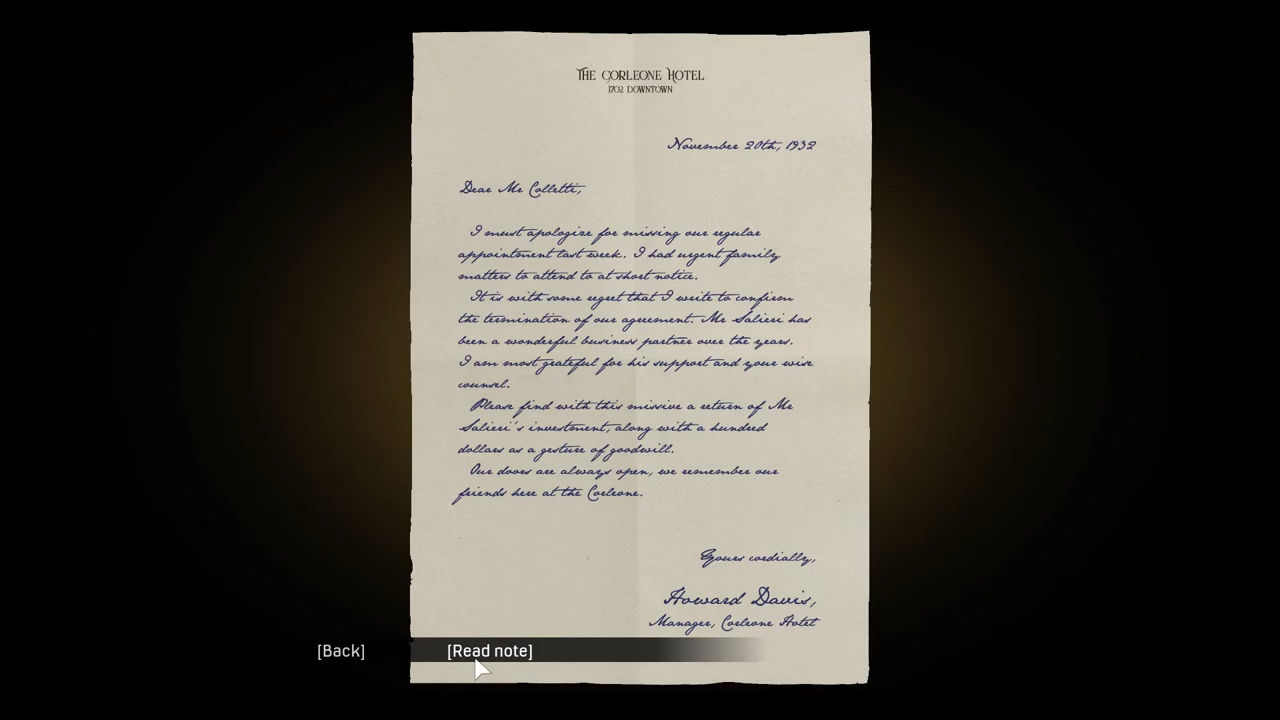 THE CORLEONE HOTEL
1702 DOWNTOWN
November 20th, 1932
Dear Mr Colletti,
I must apologize for missing our regular
appointment last week. I had urgent family
matters to attend to at short notice.
It is with some regret that I write to confirm
the termination of our agreement. Mr Salieri has
been a wonderful business partner over the years.
I am most grateful for his support and your wise
counsel.
Please find with this missive a return of Mr
Salieri's investment, along with a hundred
dollars as a gesture of goodwill.
Our doors are always open, we remember our
friends here at the Corleone.
Yours cordially,
Howard Davis,
Manager, Corleone Hotel
[Back] [Read note]